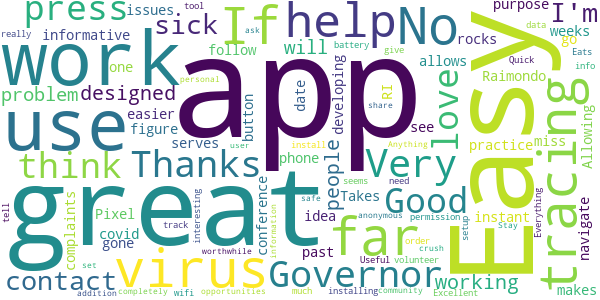 press
issues
tool
really
informative
sick
If
help
No
rocks
purpose
I'm
weeks
data
work
app
Easy
ask
battery
give
follow
will
allows
go
Quick
Eats
info
one
personal
Raimondo
problem
designed
easier
figure
button
date
RI
developing
share
see
love
tracing
Allowing
miss
practice
use
serves
user
install
Anything
think
Thanks
phone
people
Very
instant
great
seems
need
idea
Takes
Good
permission
setup
Stay
Everything
navigate
tell
complaints
Pixel
covid
gone
track
interesting
conference
safe
information
anonymous
order
crush
past
far
Useful
volunteer
working
makes
contact
virus
worthwhile
Governor
set
addition
completely
wifi
opportunities
much
installing
community
Excellent